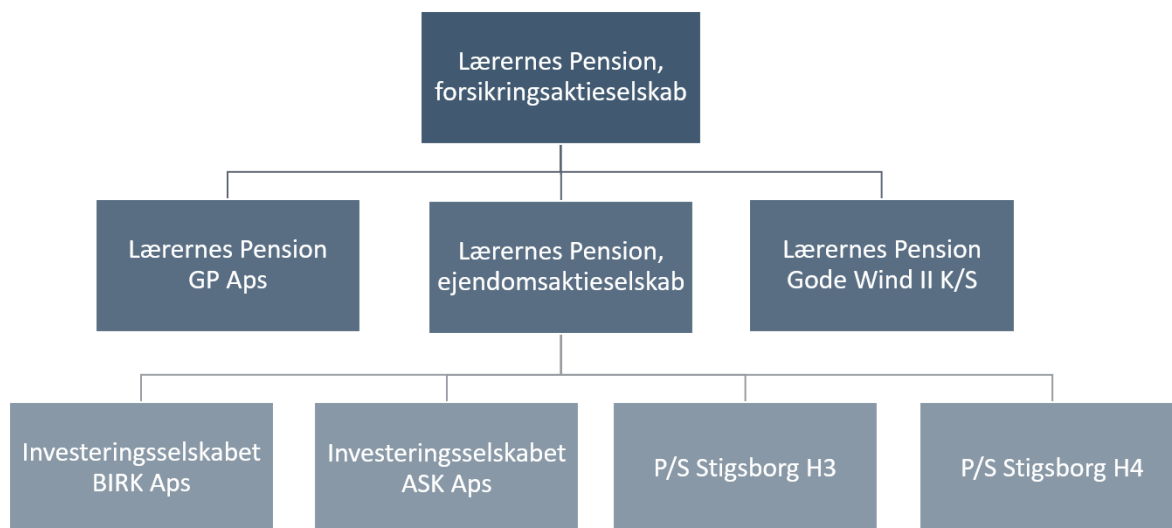 Lærernes Pension,
forsikringsaktieselskab
Lærernes Pension
GP Aps
Lærernes Pension,
ejendomsaktieselskab
Lærernes Pension
Gode Wind II K/S
Investeringsselskabet
BIRK Aps
Investeringsselskabet
ASK Aps
P/S Stigsborg H3
P/S Stigsborg H4